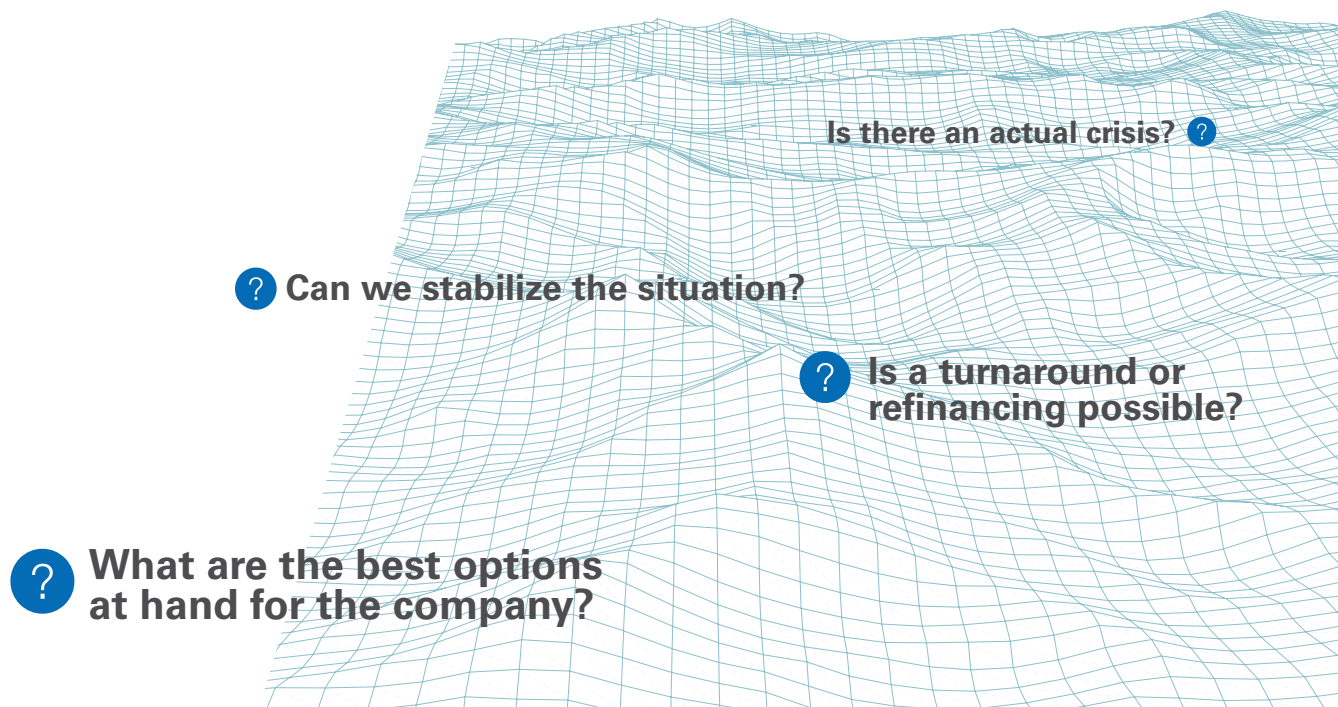 Is there an actual crisis? ?
? Can we stabilize the situation?
? Is a turnaround or
refinancing possible?
? What are the best options
at hand for the company?